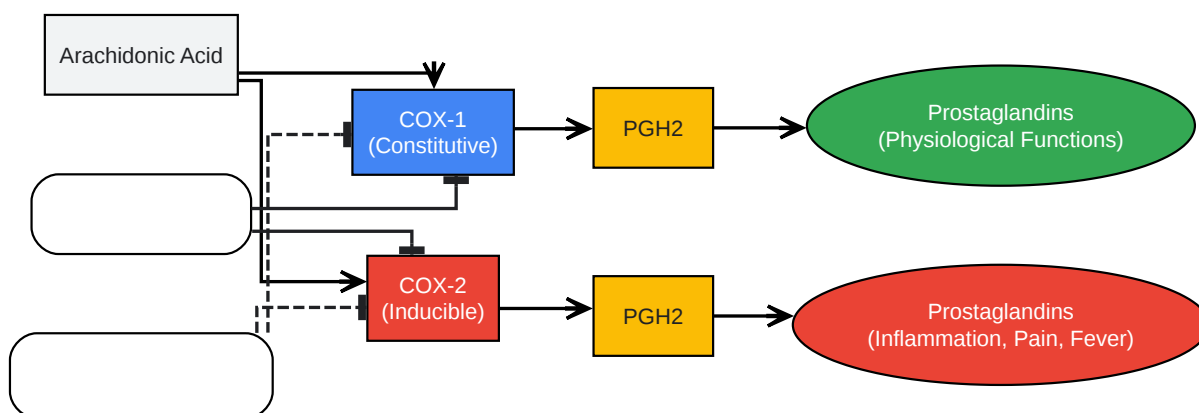 Arachidonic Acid
COX-1
(Constitutive)
PGH2
Prostaglandins
(Physiological Functions)
COX-2
(Inducible)
PGH2
Prostaglandins
(Inflammation, Pain, Fever)